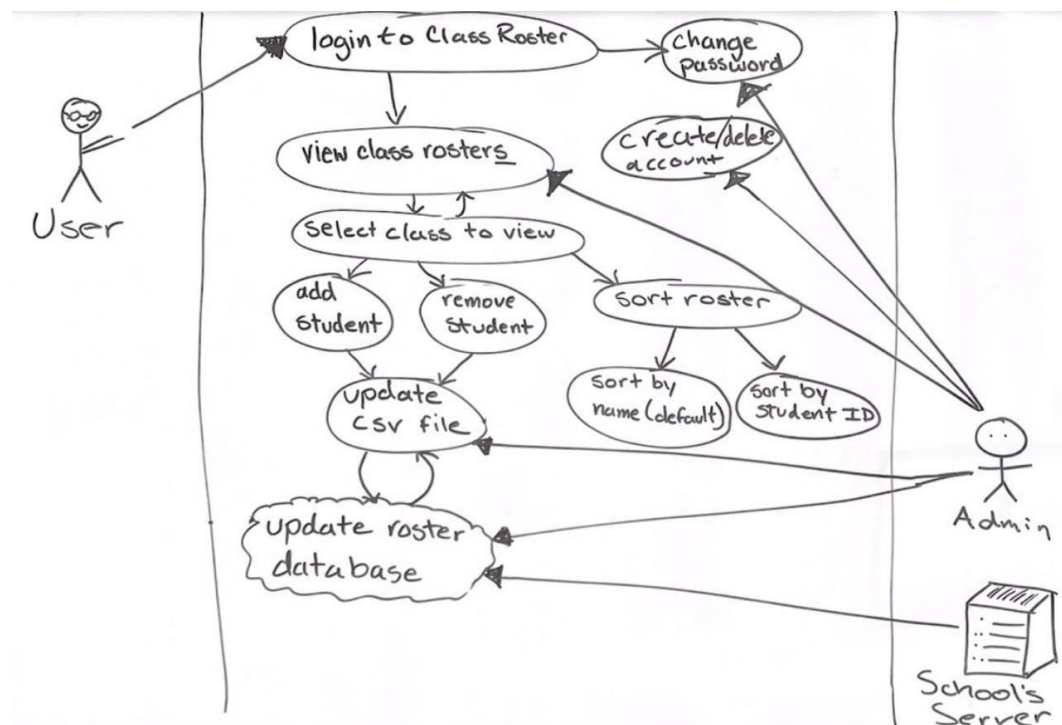 login to Class Roster
change
password
create/delete
account
view class rosters
User
select class to view
add
student
remove
student
sort roster
sort by
name (default)
sort by
student ID
update
csv file
Admin
update roster
database
School's
Server